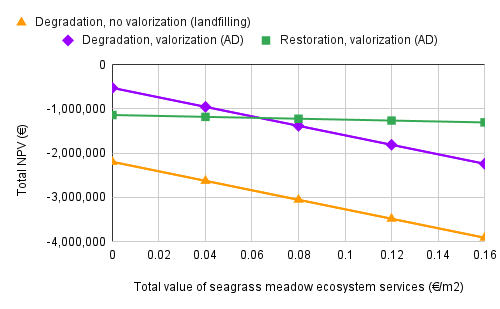 Degradation, no valorization (landfilling)
Degradation, valorization (AD) Restoration, valorization (AD)
0
-1,000,000
-2,000,000
-3,000,000
-4,000,000
Total NPV (€)
0 0.02 0.04 0.06 0.08 0.1 0.12 0.14 0.16
Total value of seagrass meadow ecosystem services (€/m2)